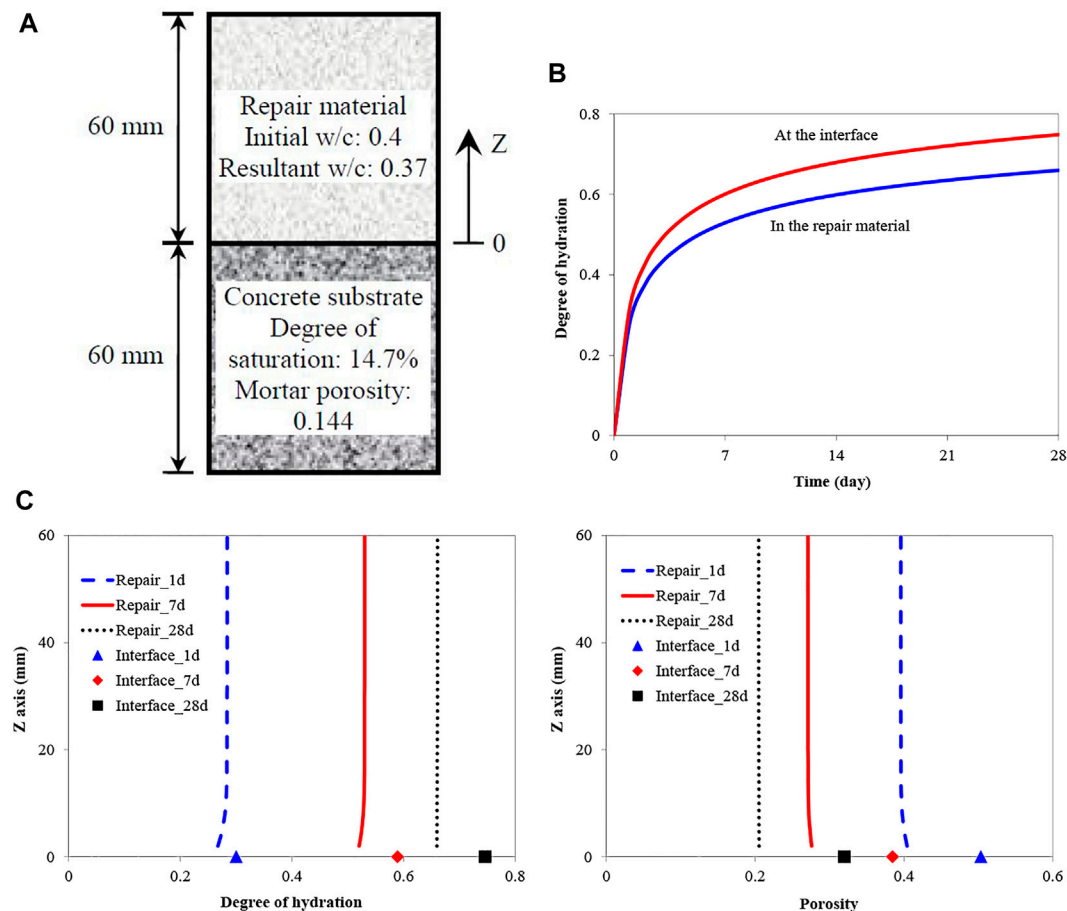 A
60 mm
60 mm
Repair material
Initial w/c: 0.4
Resultant w/c: 0.37
Z
0
Concrete substrate
Degree of
saturation: 14.7%
Mortar porosity:
0.144
B
Degree of hydration
0.8
0.6
0.4
0.2
0
At the interface
In the repair material
0
7
14
21
28
Time (day)
C
Z axis (mm)
60
40
20
0
Repair_1d
Repair_7d
Repair_28d
Interface_1d
Interface_7d
Interface_28d
0
0.2
0.4
0.6
0.8
Degree of hydration
Z axis (mm)
60
40
20
0
Repair_1d
Repair_7d
Repair_28d
Interface_1d
Interface_7d
Interface_28d
0
0.2
0.4
0.6
Porosity